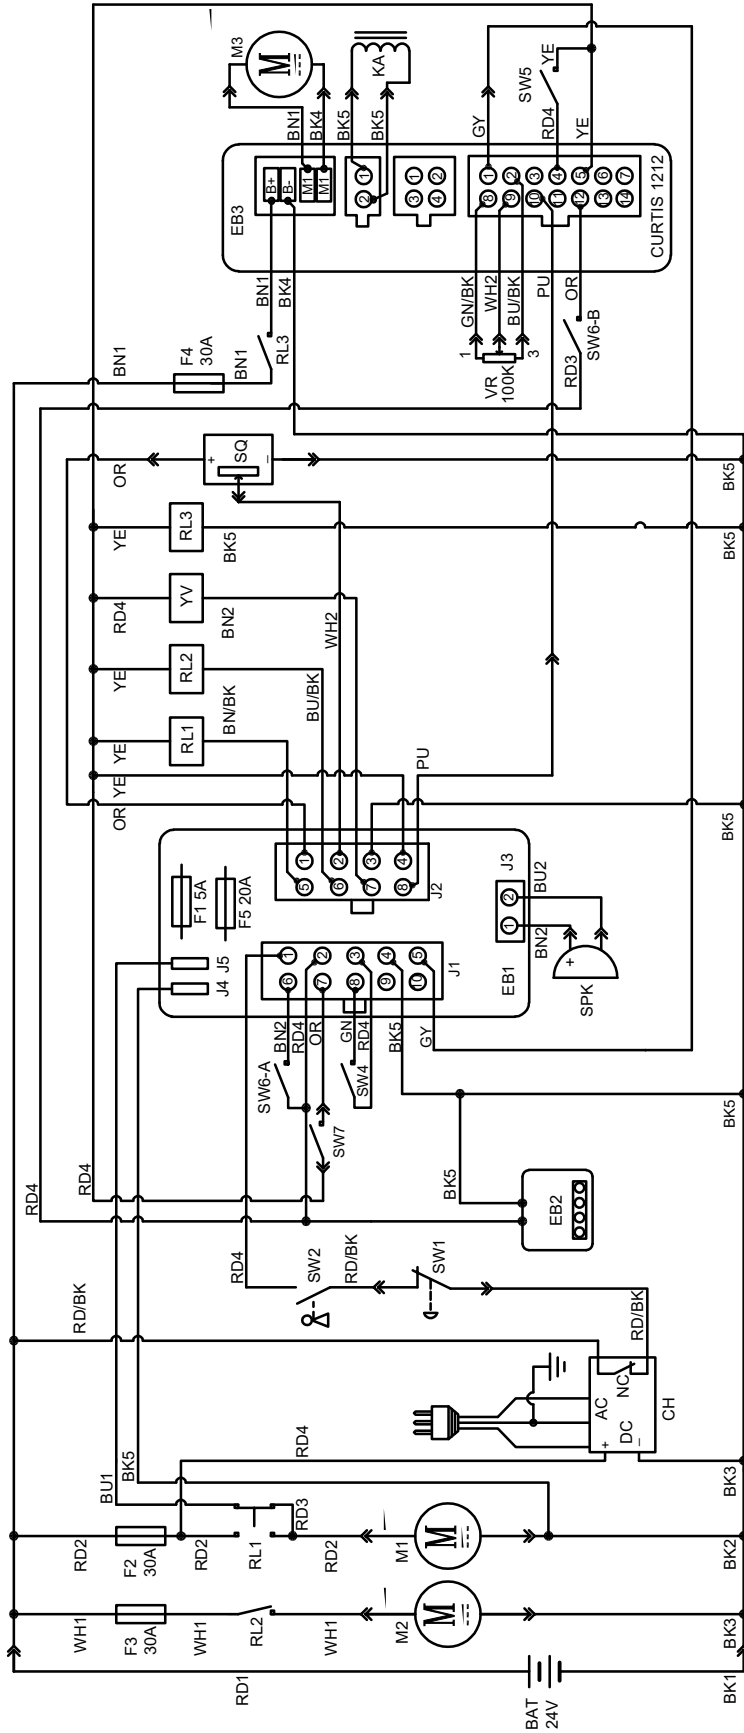 M3
KA
YE
SW5
BN1
BK4
BK5
BK5
GY
RD4
YE
EB3
B+
B-
M1
M1
1
2
1
2
3
4
1
2
3
4
5
6
7
8
9
10
11
12
13
14
CURTIS 1212
BN1
BK4
GN/BK
WH2
BU/BK
PU
OR
BN1
F4
30A
BN1
RL3
1
VR
100K
3
RD3
SW6-B
OR
+
SQ
–
BK5
YE
RL3
BK5
BK5
RD4
YV
BN2
WH2
YE
RL2
BU/BK
YE
RL1
BN/BK
YE
OR
PU
BK5
F1 5A
F5 20A
J5
J4
1
2
3
4
5
6
7
8
J2
J3
1
2
BN2
BU2
+
SPK
EB1
1
2
3
4
5
6
7
8
9
10
J1
BN2
RD4
OR
GN
RD4
BK5
GY
SW6-A
SW7
SW4
RD4
RD4
BK5
BK5
EB2
RD4
SW2
RD/BK
SW1
RD/BK
RD/BK
AC
NC
DC
+
–
CH
BU1
BK5
RD4
BK3
RD2
F2
30A
RD2
RL1
RD3
RD2
M1
M
BK2
WH1
F3
30A
WH1
RL2
WH1
M2
M
BK3
RD1
BAT
24V
BK1
M